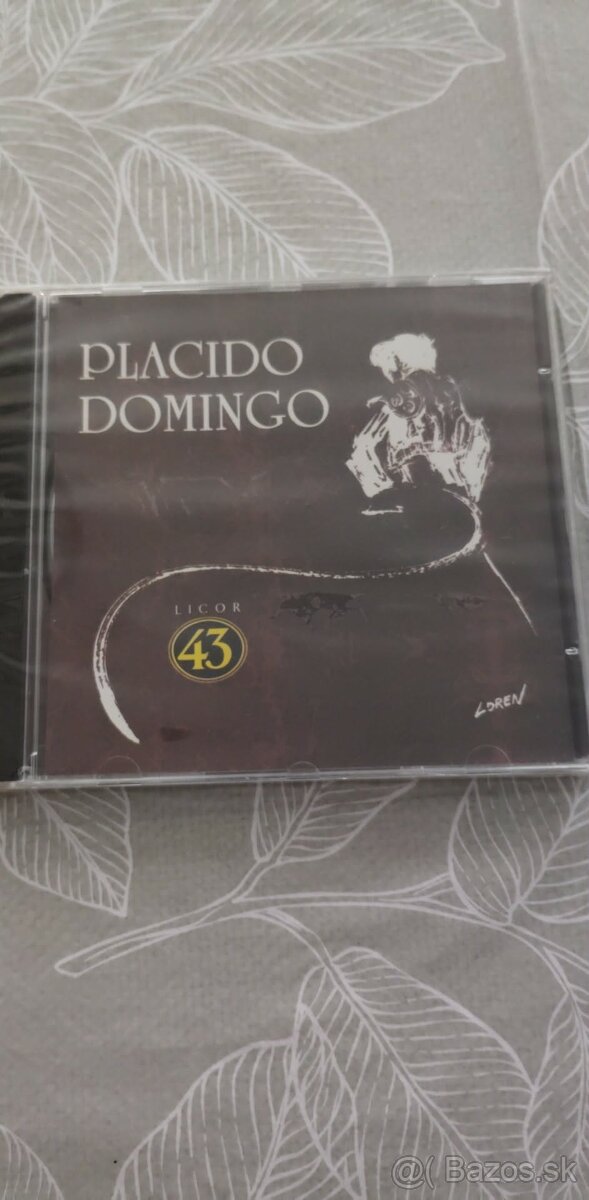 PLACIDO
DOMINGO
LICOR
43
LOREN
@( Bazos.sk